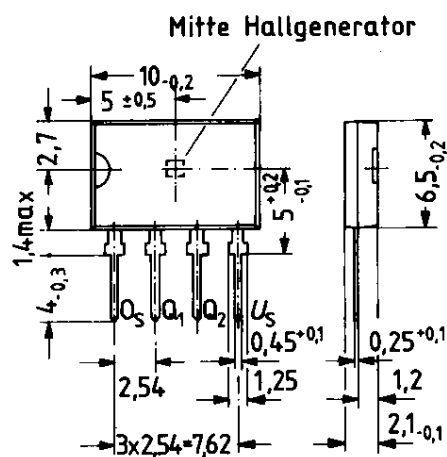 Mitte Hallgenerator
10-0,2
5 ±0,5
2,7
1,4max
4-0,3
5 +0,2 -0,1
6,5-0,2
OS Q1 Q2 US
0,45+0,1
0,25+0,1
2,54
1,25
1,2
3x2,54=7,62
2,1-0,1